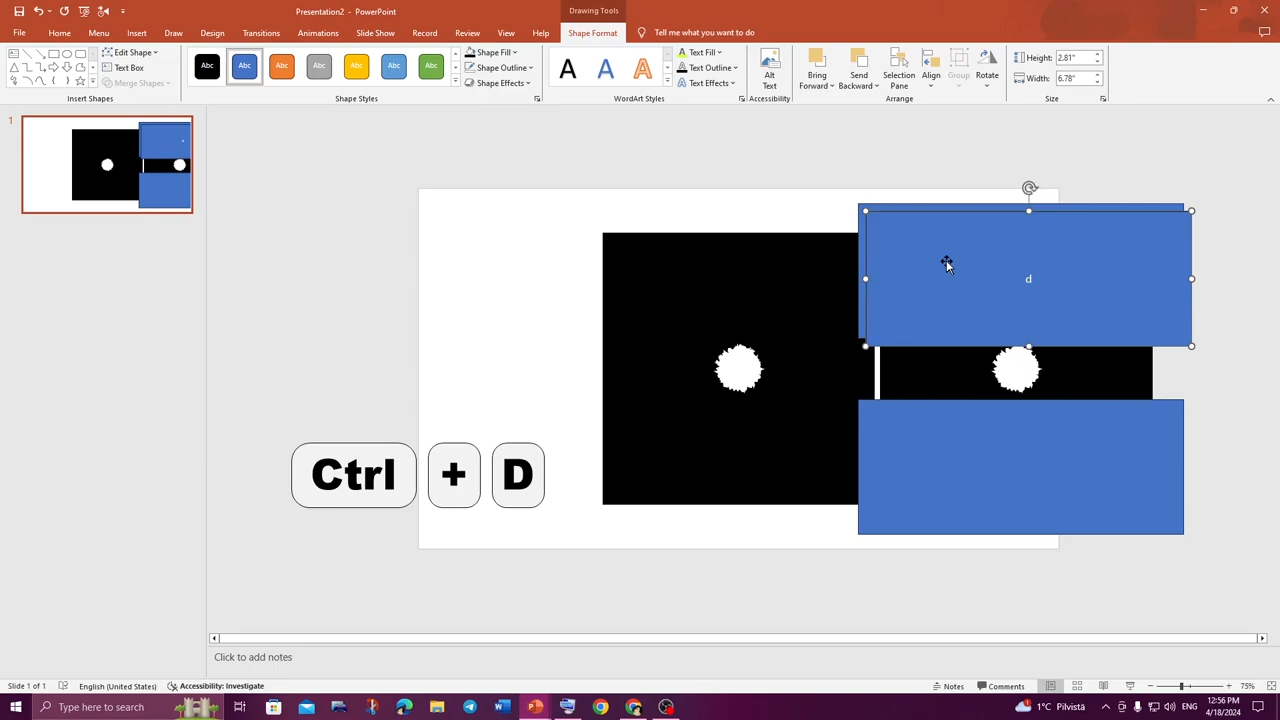 Presentation2 - PowerPoint
Drawing Tools
File
Home
Menu
Insert
Draw
Design
Transitions
Animations
Slide Show
Record
Review
View
Help
Shape Format
Tell me what you want to do
Edit Shape
Text Box
Merge Shapes
Insert Shapes
Abc
Abc
Abc
Abc
Abc
Abc
Abc
Shape Fill
Shape Outline
Shape Effects
Shape Styles
A
A
A
Text Fill
Text Outline
Text Effects
WordArt Styles
Alt
Text
Accessibility
Bring
Forward
Send
Backward
Selection
Pane
Align
Group
Rotate
Arrange
Height:
2.81"
Width:
6.78"
Size
1
d
Ctrl + D
Click to add notes
Slide 1 of 1
English (United States)
Accessibility: Investigate
Notes
Comments
75%
Type here to search
1°C Pilvistä
12:56 PM
4/18/2024